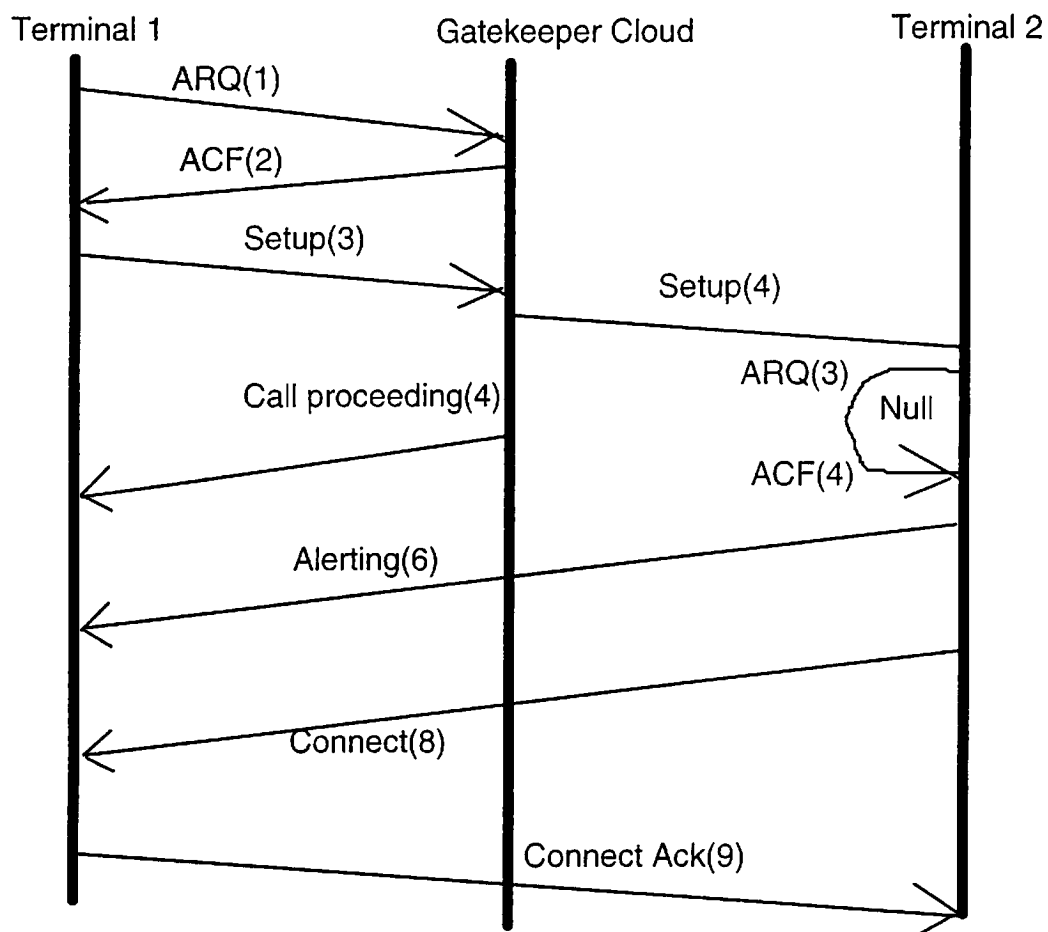 Terminal 1
Gatekeeper Cloud
Terminal 2
ARQ(1)
ACF(2)
Setup(3)
Setup(4)
ARQ(3)
Call proceeding(4)
Null
ACF(4)
Alerting(6)
Connect(8)
Connect Ack(9)